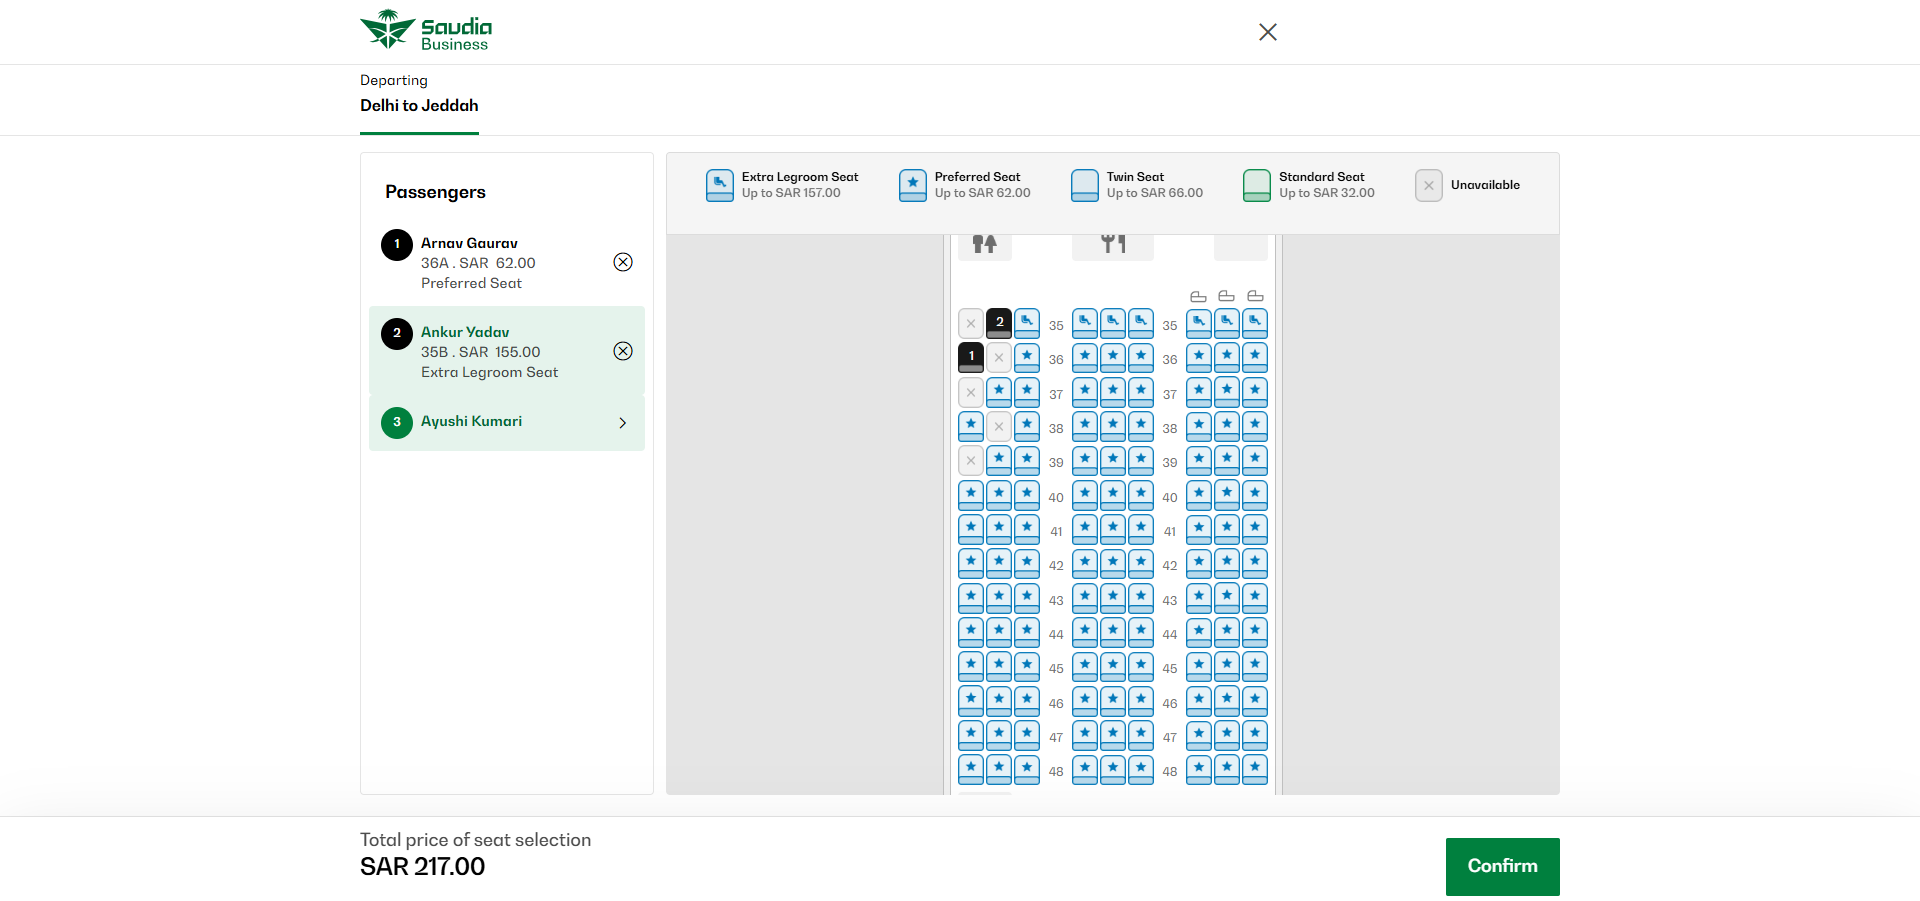 Saudia
Business
Departing
Delhi to Jeddah
Passengers
1
Arnav Gaurav
36A . SAR 62.00
Preferred Seat
2
Ankur Yadav
35B . SAR 155.00
Extra Legroom Seat
3
Ayushi Kumari
Extra Legroom Seat
Up to SAR 157.00
Preferred Seat
Up to SAR 62.00
Twin Seat
Up to SAR 66.00
Standard Seat
Up to SAR 32.00
Unavailable
2 35 35
1 36 36
37 37
38 38
39 39
40 40
41 41
42 42
43 43
44 44
45 45
46 46
47 47
48 48
Total price of seat selection
SAR 217.00
Confirm